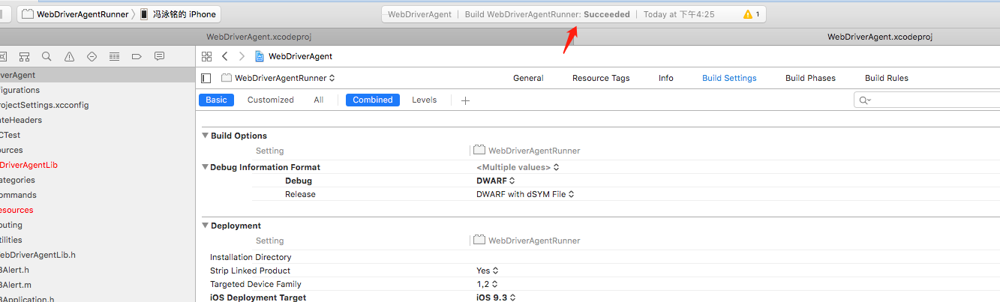 WebDriverAgentRunner 冯泳铭的 iPhone WebDriverAgent | Build WebDriverAgentRunner: Succeeded | Today at 下午4:25 1
WebDriverAgent.xcodeproj WebDriverAgent.xcodeproj
WebDriverAgent
verAgent
WebDriverAgentRunner General Resource Tags Info Build Settings Build Phases Build Rules
figurations
Basic Customized All Combined Levels
rojectSettings.xcconfig
ateHeaders
CTest
Build Options
ources
Setting WebDriverAgentRunner
DriverAgentLib
Debug Information Format <Multiple values>
ategories
Debug DWARF
ommands
Release DWARF with dSYM File
esources
outing
Deployment
tilities
Setting WebDriverAgentRunner
ebDriverAgentLib.h
Installation Directory
BAlert.h
Strip Linked Product Yes
BAlert.m
Targeted Device Family 1,2
BApplication.h
iOS Deployment Target iOS 9.3